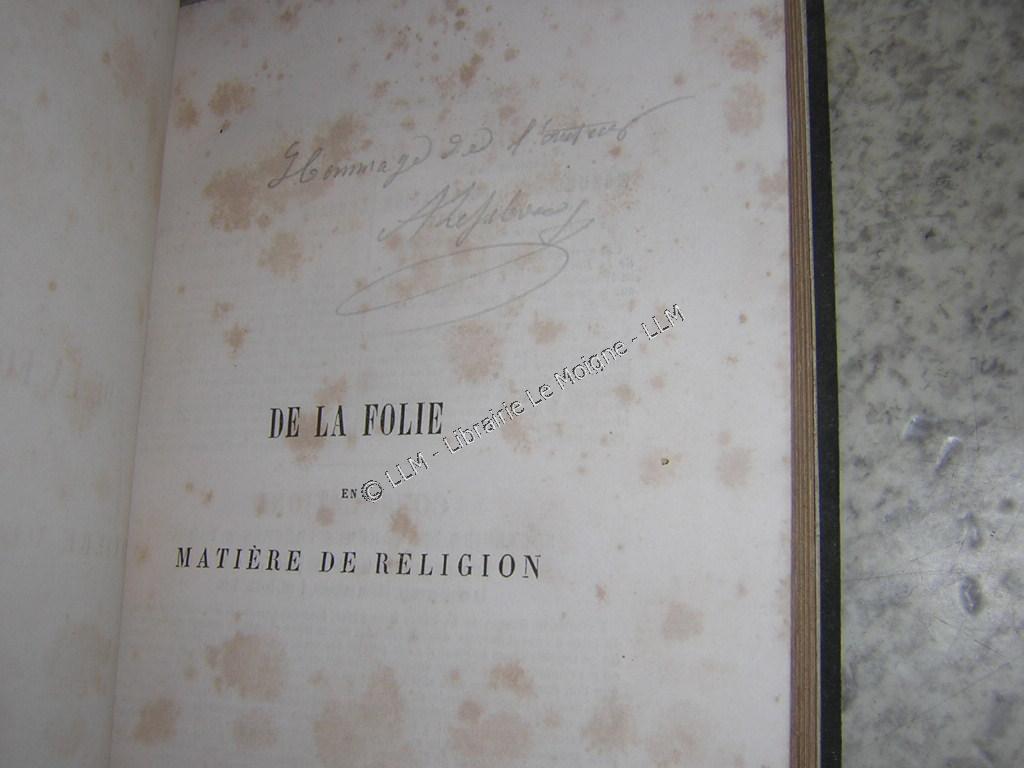 Hommage de l'auteur
DE LA FOLIE
EN
MATIÈRE DE RELIGION
© LLM - Librairie Le Moigne - LLM